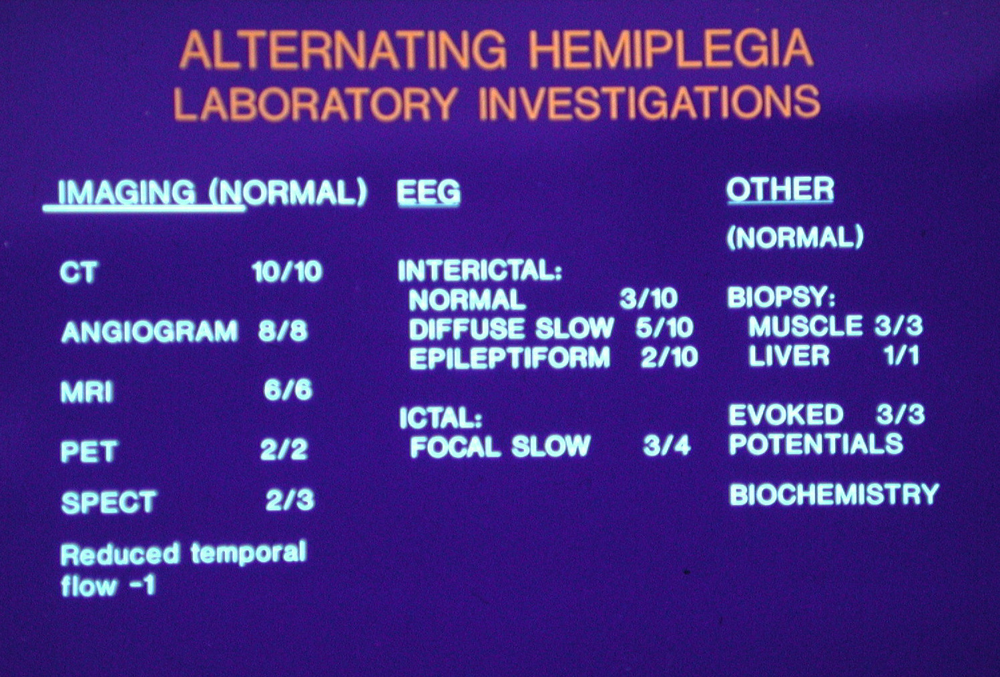 ALTERNATING HEMIPLEGIA
LABORATORY INVESTIGATIONS
IMAGING (NORMAL)
CT 10/10
ANGIOGRAM 8/8
MRI 6/6
PET 2/2
SPECT 2/3
Reduced temporal
flow -1
EEG
INTERICTAL:
NORMAL 3/10
DIFFUSE SLOW 5/10
EPILEPTIFORM 2/10
ICTAL:
FOCAL SLOW 3/4
OTHER
(NORMAL)
BIOPSY:
MUSCLE 3/3
LIVER 1/1
EVOKED 3/3
POTENTIALS
BIOCHEMISTRY